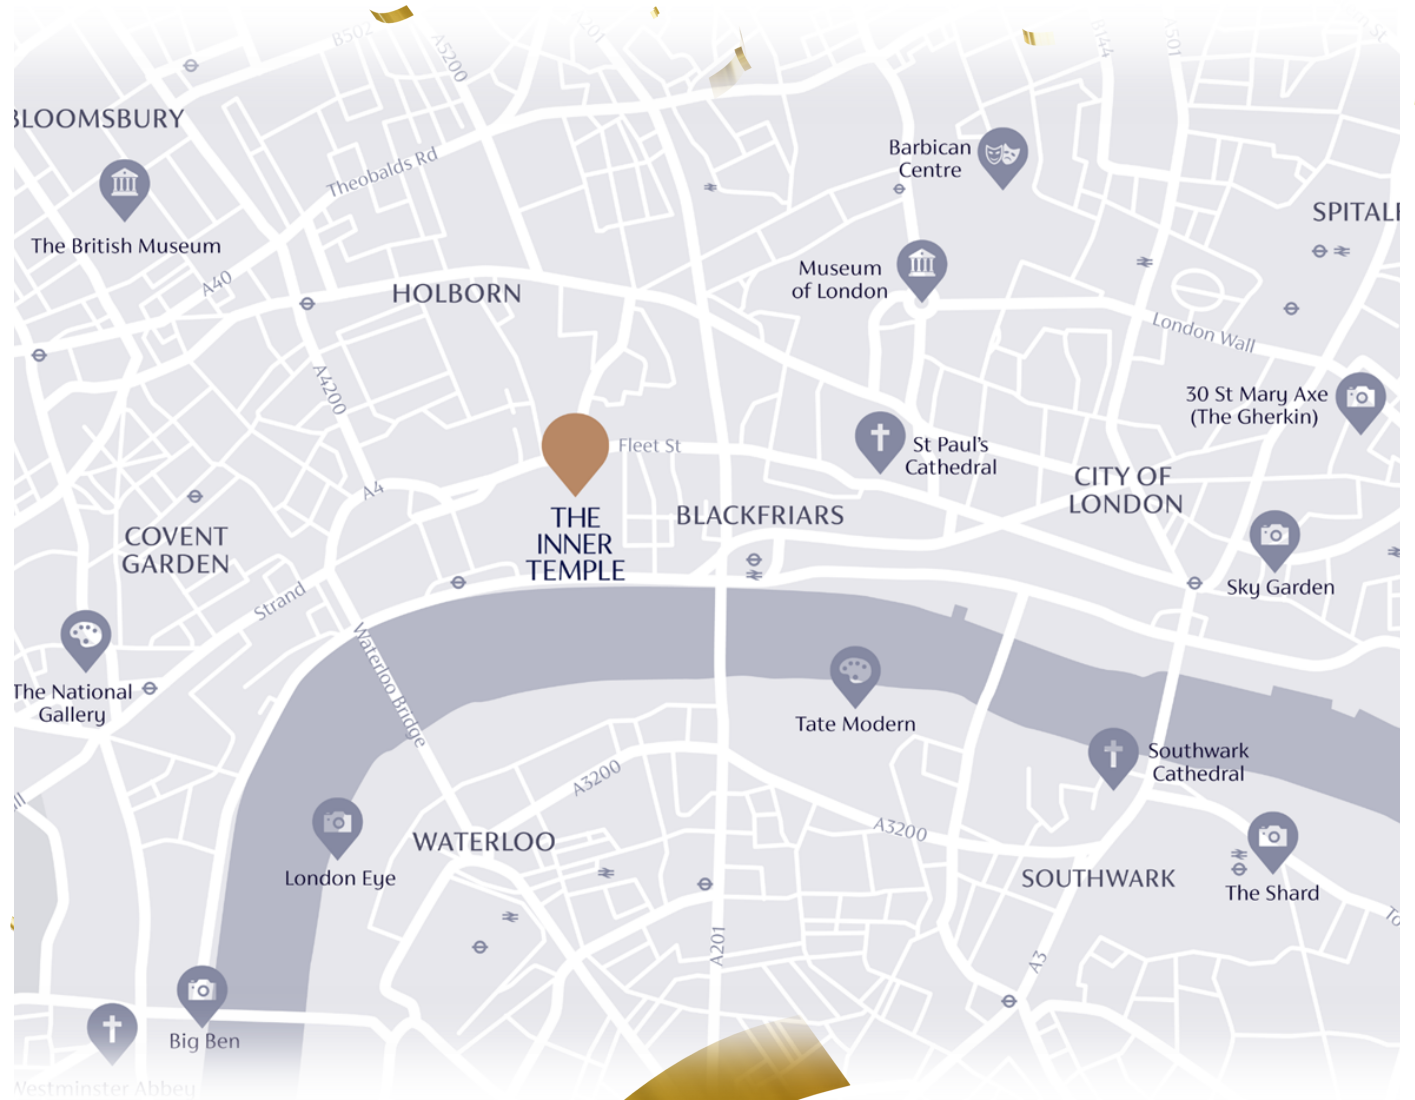 B502
A5200
A201
B144
A501
BLOOMSBURY
Theobalds Rd
Barbican
Centre
The British Museum
A40
HOLBORN
Museum
of London
London Wall
A4200
30 St Mary Axe
(The Gherkin)
Fleet St
St Paul's
Cathedral
A4
CITY OF
LONDON
THE
INNER
TEMPLE
BLACKFRIARS
COVENT
GARDEN
Strand
Sky Garden
Waterloo Bridge
The National
Gallery
Tate Modern
Southwark
Cathedral
A3200
A3200
WATERLOO
London Eye
SOUTHWARK
The Shard
A201
A3
Big Ben
Westminster Abbey